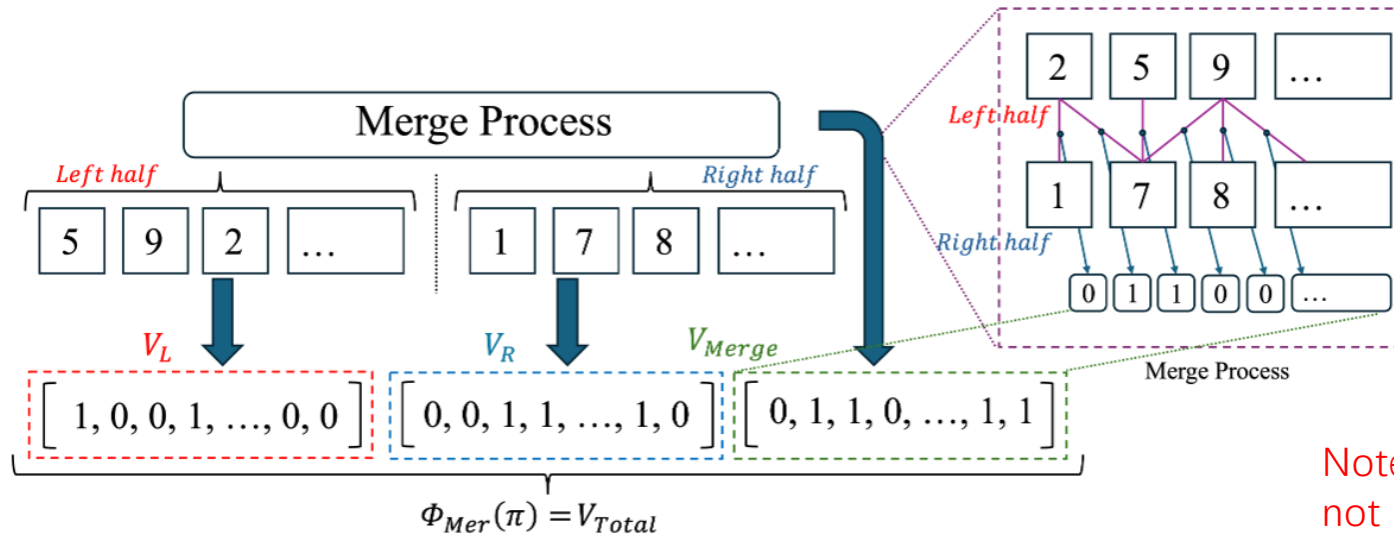 Merge Process
Left half
Right half
5 9 2 ...
1 7 8 ...
V_L
V_R
V_Merge
[ 1, 0, 0, 1, ..., 0, 0 ]
[ 0, 0, 1, 1, ..., 1, 0 ]
[ 0, 1, 1, 0, ..., 1, 1 ]
Φ_Mer(π) = V_Total
2 5 9 ...
Left half
1 7 8 ...
Right half
0 1 1 0 0 ...
Merge Process
Note
not